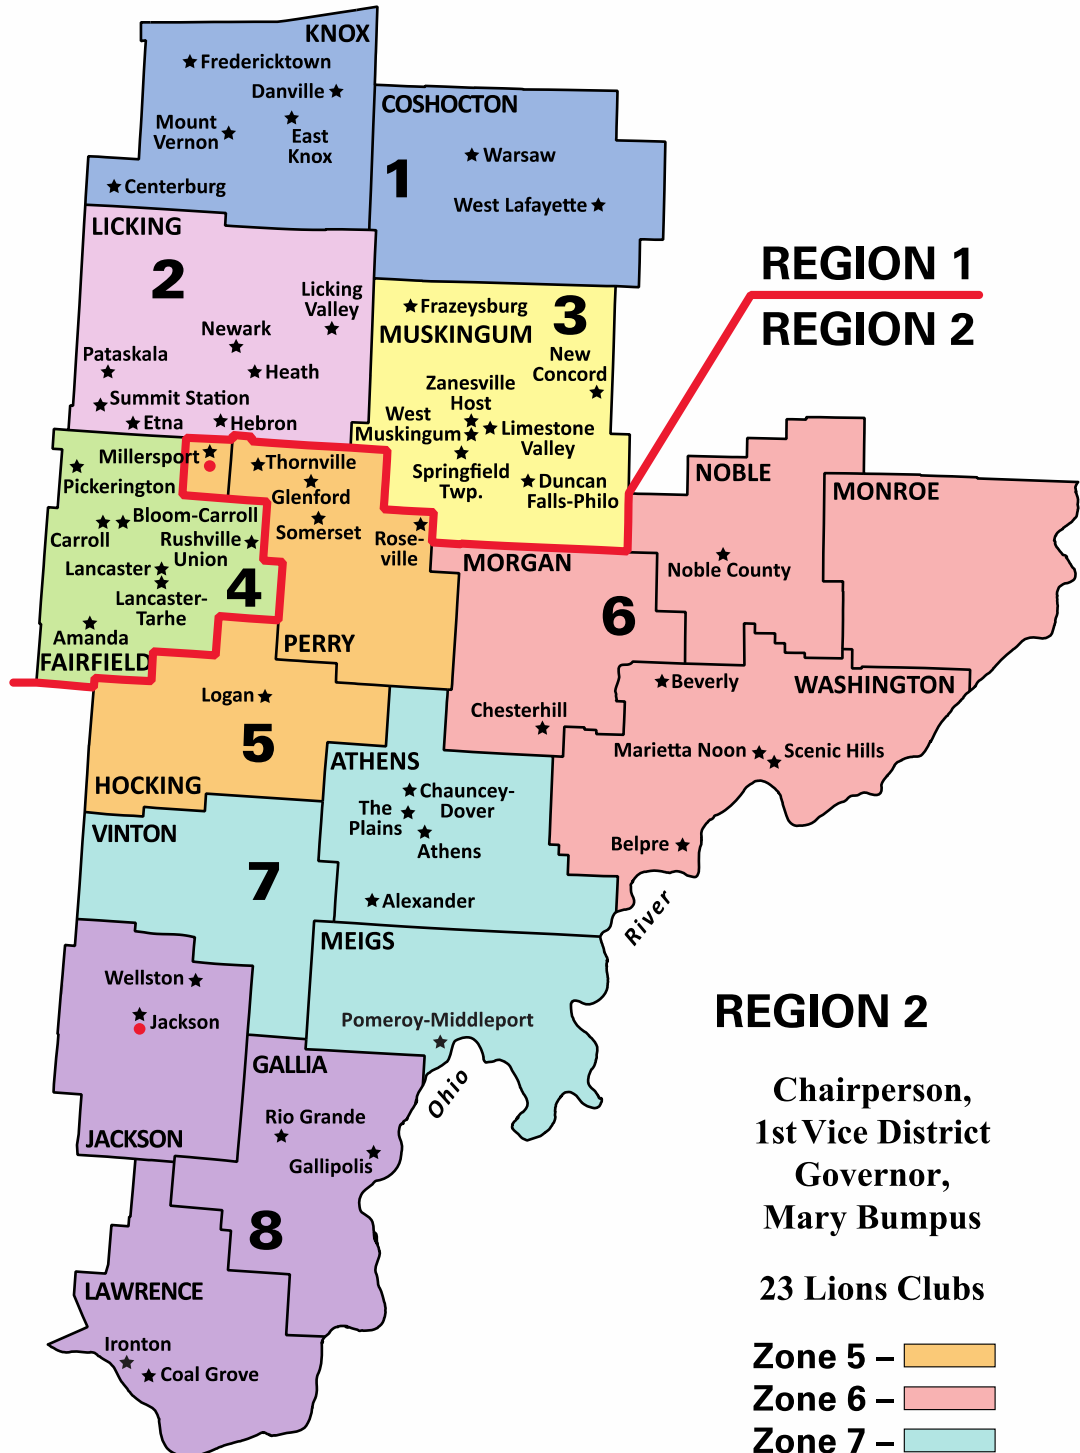 KNOX
Fredericktown
Danville
COSHOCTON
Mount
Vernon
East
Knox
Warsaw
1
Centerburg
West Lafayette
LICKING
2
REGION 1
Licking
Valley
Frazeysburg
3
REGION 2
MUSKINGUM
Newark
New
Concord
Pataskala
Heath
Zanesville
Host
Summit Station
West
Muskingum
Etna
Hebron
Limestone
Valley
Millersport
Thornville
Springfield
Twp.
NOBLE
Pickerington
Glenford
Duncan
Falls-Philo
MONROE
Bloom-Carroll
Carroll
Rushville
Union
Somerset
Rose-
ville
Lancaster
MORGAN
Noble County
4
Lancaster-
Tarhe
6
Amanda
PERRY
FAIRFIELD
Beverly
WASHINGTON
Logan
Chesterhill
5
Marietta Noon
Scenic Hills
ATHENS
HOCKING
Chauncey-
Dover
The
Plains
VINTON
Athens
Belpre
7
Alexander
River
MEIGS
Wellston
Jackson
Pomeroy-Middleport
REGION 2
GALLIA
Ohio
Chairperson,
1st Vice District
Governor,
Mary Bumpus
Rio Grande
JACKSON
Gallipolis
8
LAWRENCE
23 Lions Clubs
Ironton
Coal Grove
Zone 5 –
Zone 6 –
Zone 7 –